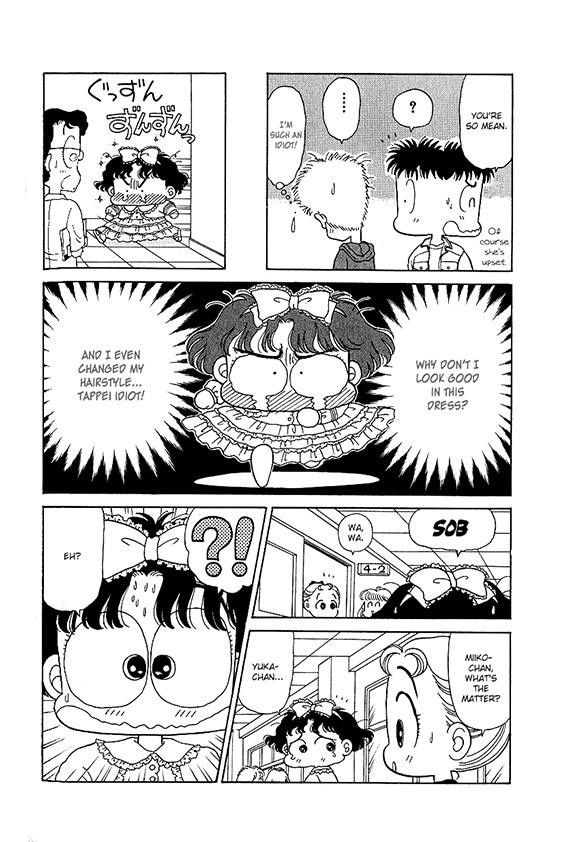 YOU'RE
SO MEAN.
?
......
I'M
SUCH
AN
IDIOT!
Of
course
she's
upset.
ぐっずん
ずんずんっ
WHY DON'T I
LOOK GOOD
IN THIS
DRESS?
AND I EVEN
CHANGED MY
HAIRSTYLE...
TAPPEI IDIOT!
SOB
WA,
WA.
4-2
MIIKO-
CHAN,
WHAT'S
THE
MATTER?
YUKA-
CHAN...
?!
EH?